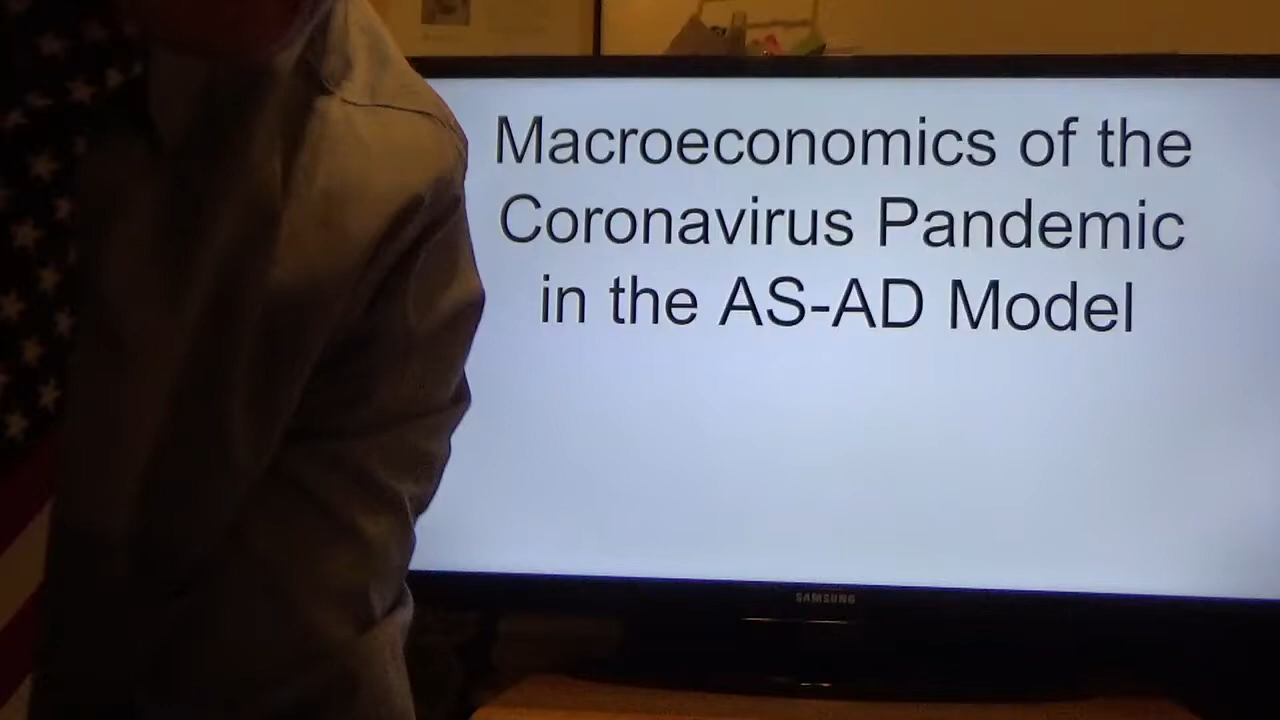 Macroeconomics of the
Coronavirus Pandemic
in the AS-AD Model
SAMSUNG